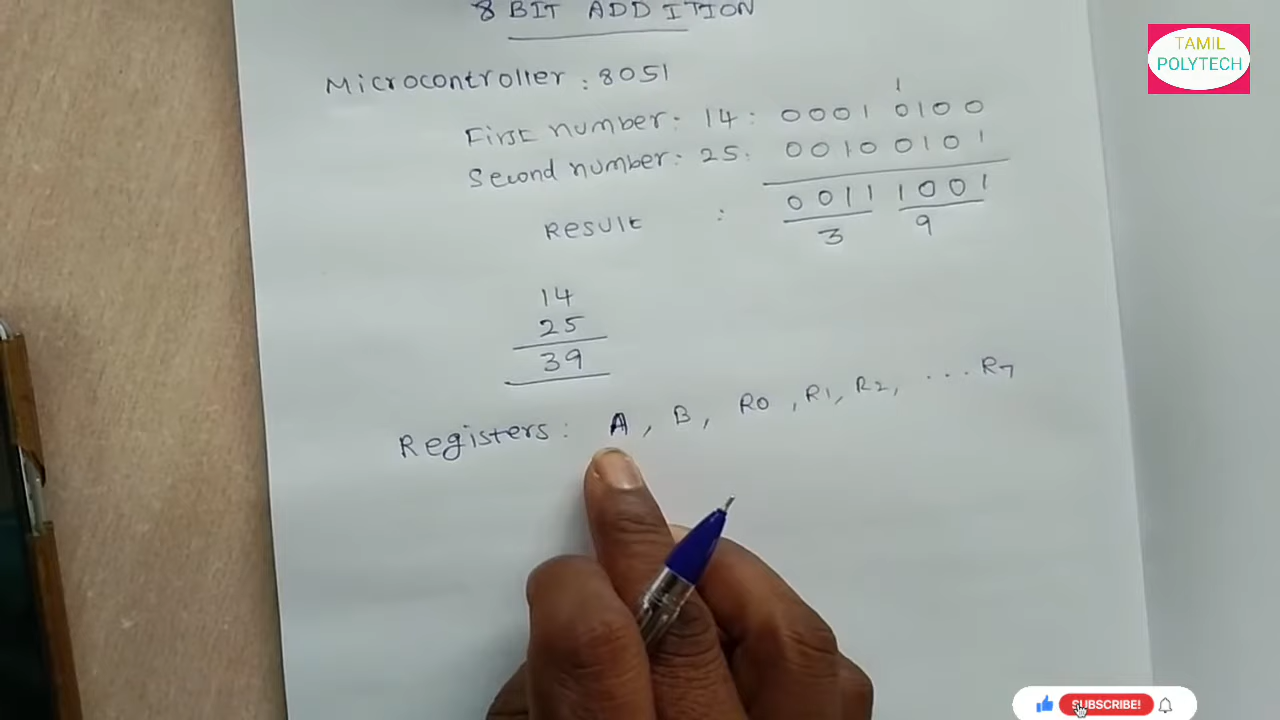 8 BIT ADDITION
Microcontroller : 8051
1
First number: 14: 0001 0100
Second number: 25: 0010 0101
Result : 0011 1001
3 9
14
25
39
Registers: A, B, R0, R1, R2, ... R7
TAMIL
POLYTECH
SUBSCRIBE!